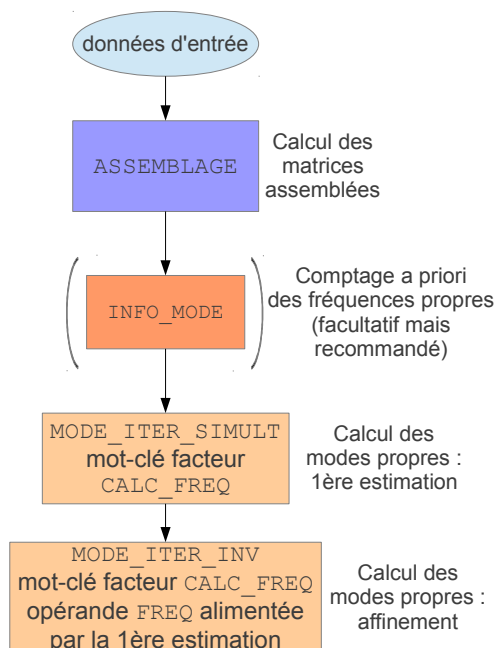 données d'entrée
ASSEMBLAGE
Calcul des
matrices
assemblées
INFO_MODE
Comptage a priori
des fréquences propres
(facultatif mais
recommandé)
MODE_ITER_SIMULT
mot-clé facteur
CALC_FREQ
Calcul des
modes propres :
1ère estimation
MODE_ITER_INV
mot-clé facteur CALC_FREQ
opérande FREQ alimentée
par la 1ère estimation
Calcul des
modes propres :
affinement